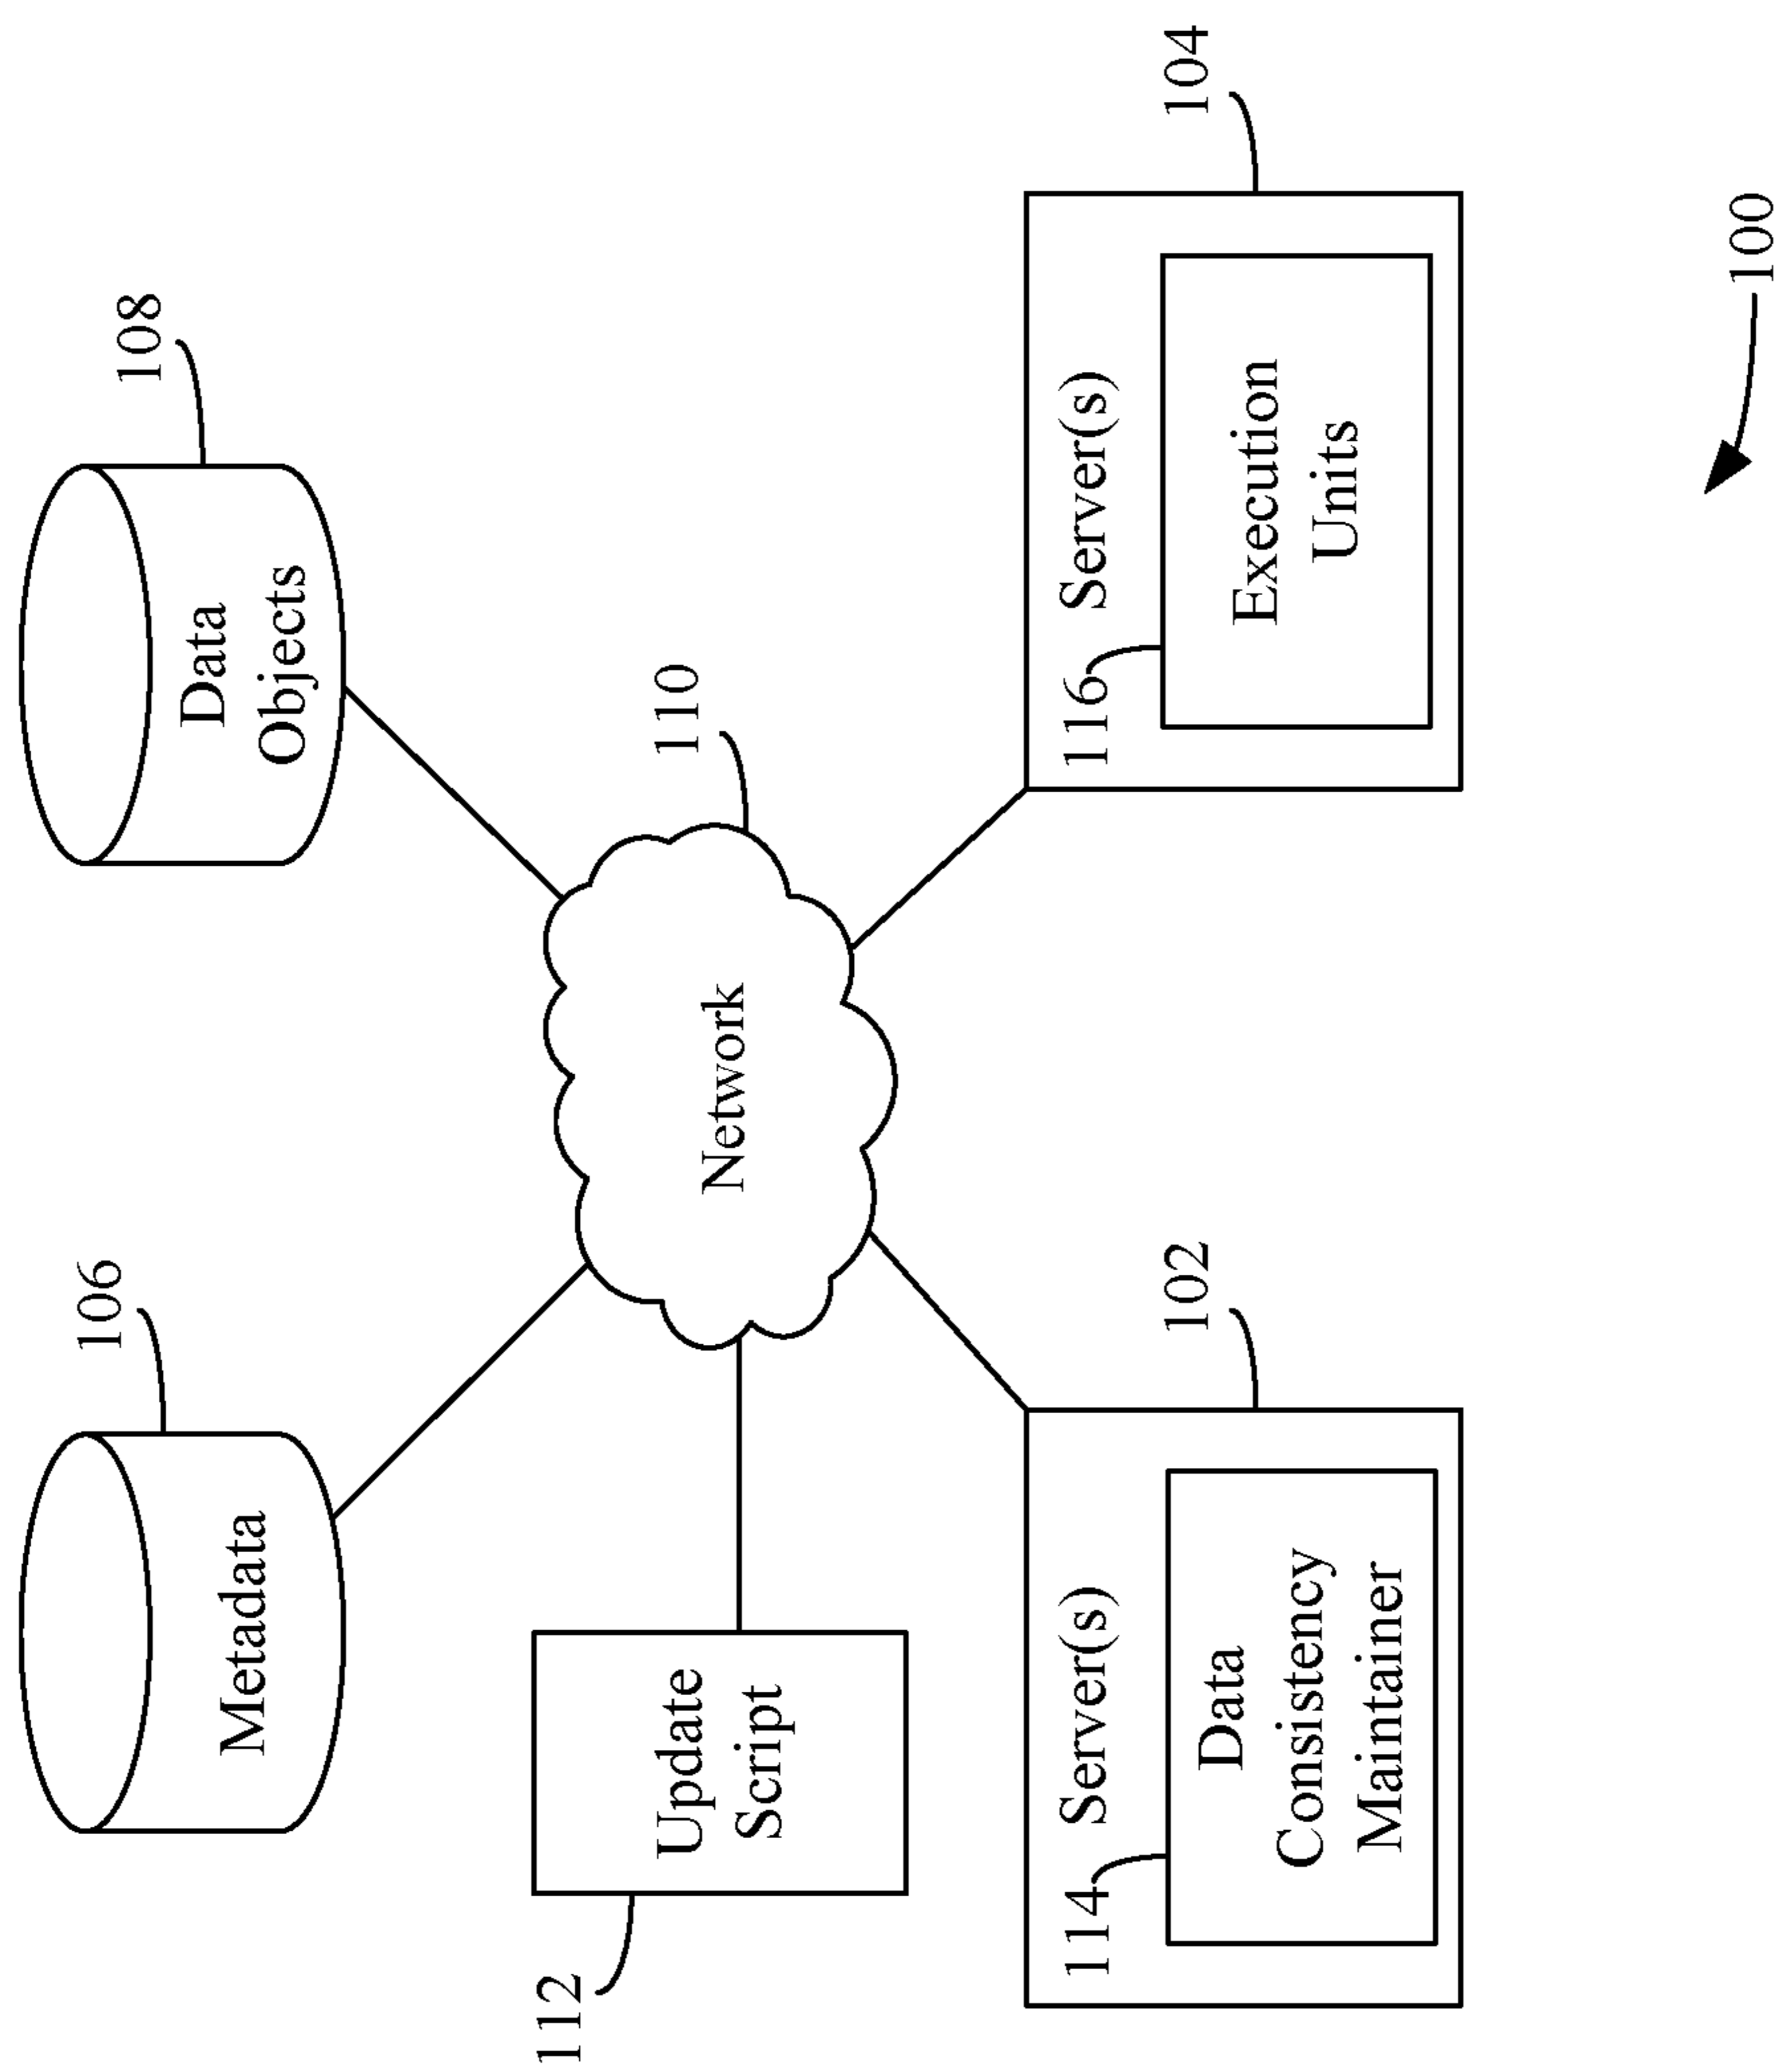 106
108
Metadata
Data
Objects
112
Update
Script
110
Network
102
104
114
Server(s)
Data
Consistency
Maintainer
116
Server(s)
Execution
Units
100